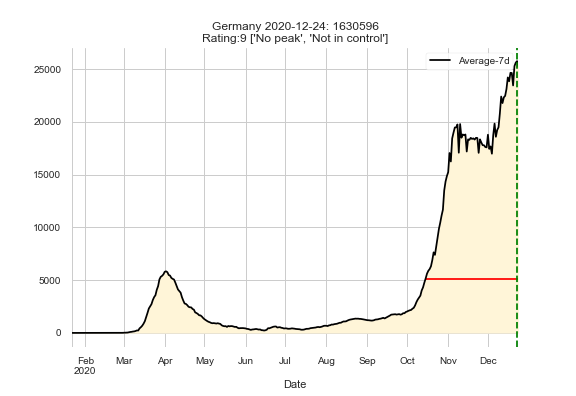 Germany 2020-12-24: 1630596
Rating:9 ['No peak', 'Not in control']
Average-7d
25000
20000
15000
10000
5000
0
Feb Mar Apr May Jun Jul Aug Sep Oct Nov Dec
2020
Date